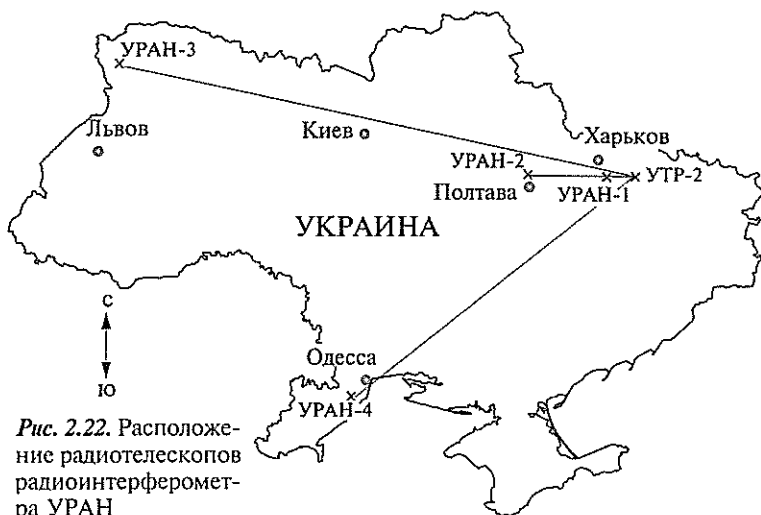 УРАН-3
Львов
Киев
Харьков
УРАН-2
Полтава
УРАН-1
УТР-2
УКРАИНА
С
Ю
Одесса
УРАН-4
Рис. 2.22. Расположе-
ние радиотелескопов
радиоинтерферомет-
ра УРАН